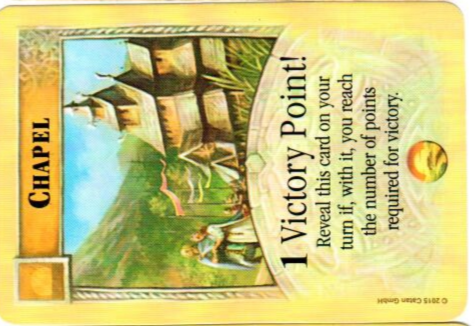 CHAPEL
1 Victory Point!
Reveal this card on your
turn if, with it, you reach
the number of points
required for victory.
© 2015 Catan GmbH